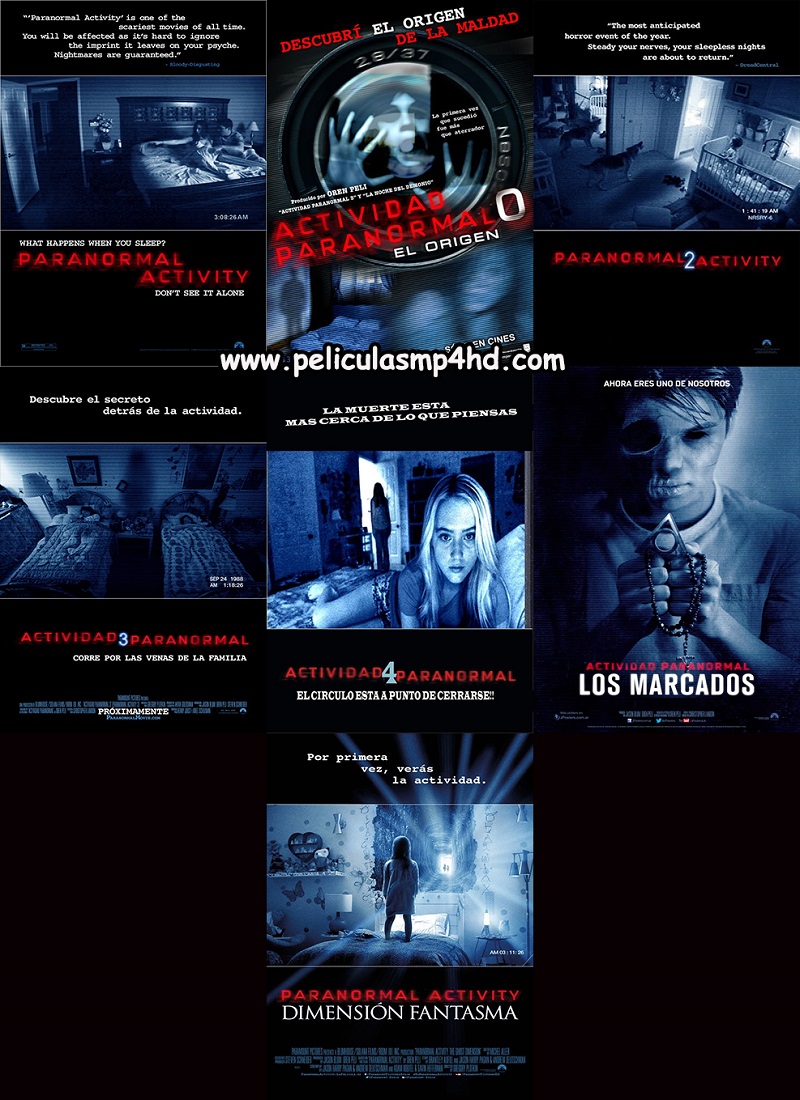 “‘Paranormal Activity’ is one of the
scariest movies of all time.
You will be affected as it's hard to ignore
the imprint it leaves on your psyche.
Nightmares are guaranteed.”
- Bloody-Disgusting
3:08:26 AM
WHAT HAPPENS WHEN YOU SLEEP?
PARANORMAL
ACTIVITY
DON'T SEE IT ALONE
DESCUBRÍ EL ORIGEN
DE LA MALDAD
28/37
La primera vez
que sucedió
fue más
que aterrador
Producido por OREN PELI
“ACTIVIDAD PARANORMAL 3” Y “LA NOCHE DEL DEMONIO”
ACTIVIDAD
PARANORMAL 0
EL ORIGEN
EN CINES
“The most anticipated
horror event of the year.
Steady your nerves, your sleepless nights
are about to return.”
- DreadCentral
1:41:19 AM
NRSRY-6
PARANORMAL 2 ACTIVITY
www.peliculasmp4hd.com
Descubre el secreto
detrás de la actividad.
SEP 24 1988
AM 1:18:26
ACTIVIDAD 3 PARANORMAL
CORRE POR LAS VENAS DE LA FAMILIA
PRÓXIMAMENTE
PARANORMALMOVIE.COM
LA MUERTE ESTA
MAS CERCA DE LO QUE PIENSAS
ACTIVIDAD 4 PARANORMAL
EL CIRCULO ESTA A PUNTO DE CERRARSE!!
AHORA ERES UNO DE NOSOTROS
ACTIVIDAD PARANORMAL
LOS MARCADOS
Por primera
vez, verás
la actividad.
AM 03:11:26
PARANORMAL ACTIVITY
DIMENSIÓN FANTASMA